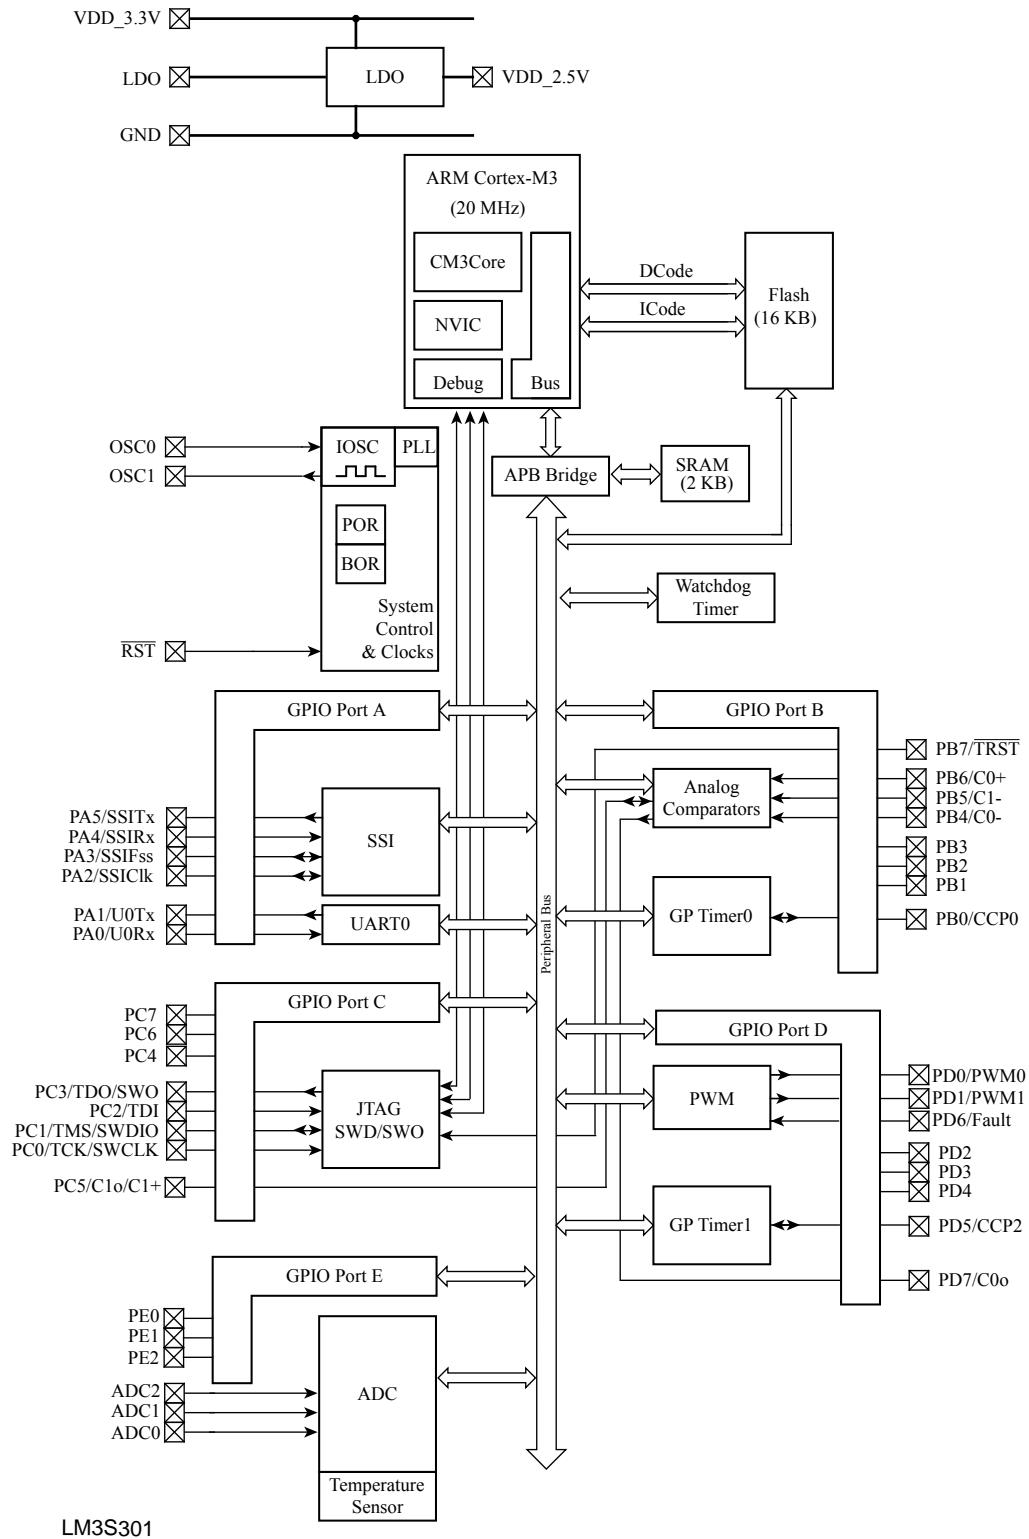 VDD_3.3V
LDO
LDO
VDD_2.5V
GND
ARM Cortex-M3
(20 MHz)
CM3Core
NVIC
Debug
Bus
DCode
ICode
Flash
(16 KB)
OSC0
OSC1
IOSC
PLL
POR
BOR
System
Control
& Clocks
RST
APB Bridge
SRAM
(2 KB)
Watchdog
Timer
Peripheral Bus
GPIO Port A
PA5/SSITx
PA4/SSIRx
PA3/SSIFss
PA2/SSIClk
SSI
PA1/U0Tx
PA0/U0Rx
UART0
GPIO Port B
PB7/TRST
PB6/C0+
PB5/C1-
PB4/C0-
Analog
Comparators
PB3
PB2
PB1
GP Timer0
PB0/CCP0
GPIO Port C
PC7
PC6
PC4
PC3/TDO/SWO
PC2/TDI
PC1/TMS/SWDIO
PC0/TCK/SWCLK
JTAG
SWD/SWO
PC5/C1o/C1+
GPIO Port D
PWM
PD0/PWM0
PD1/PWM1
PD6/Fault
PD2
PD3
PD4
GP Timer1
PD5/CCP2
PD7/C0o
GPIO Port E
PE0
PE1
PE2
ADC2
ADC1
ADC0
ADC
Temperature
Sensor
LM3S301